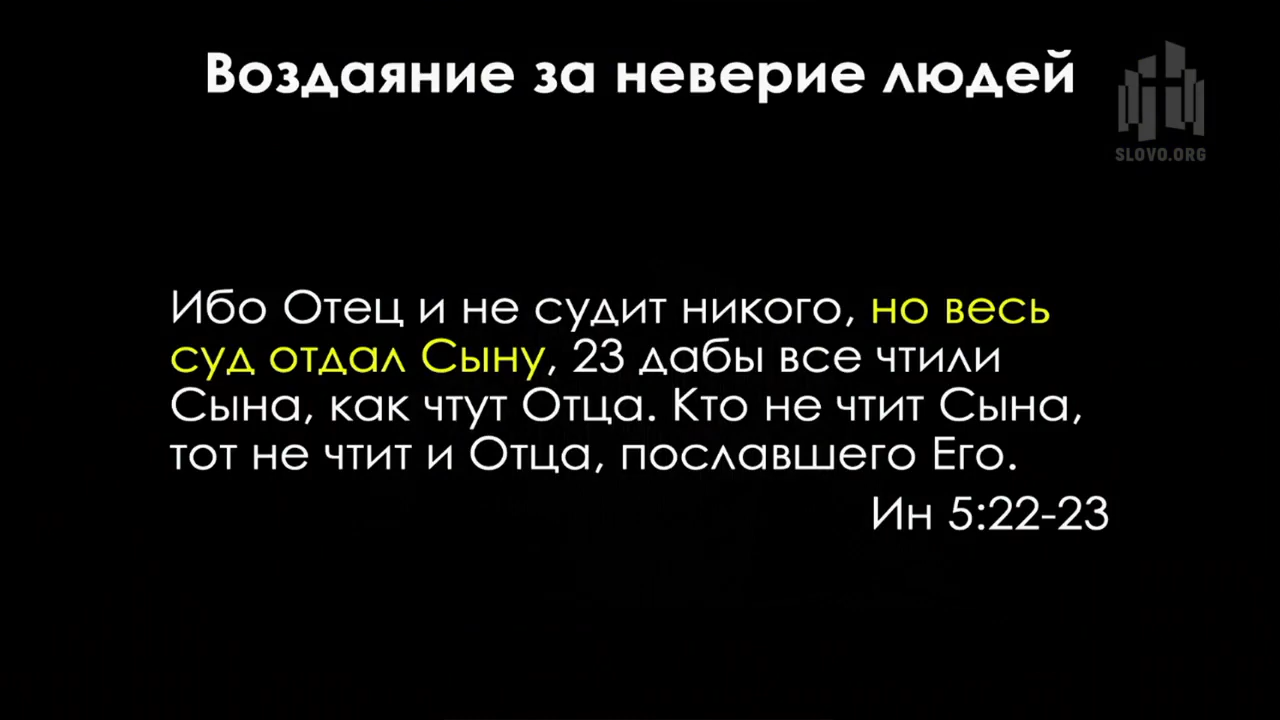 Воздаяние за неверие людей
SLOVO.ORG
Ибо Отец и не судит никого, но весь
суд отдал Сыну, 23 дабы все чтили
Сына, как чтут Отца. Кто не чтит Сына,
тот не чтит и Отца, пославшего Его.
Ин 5:22-23